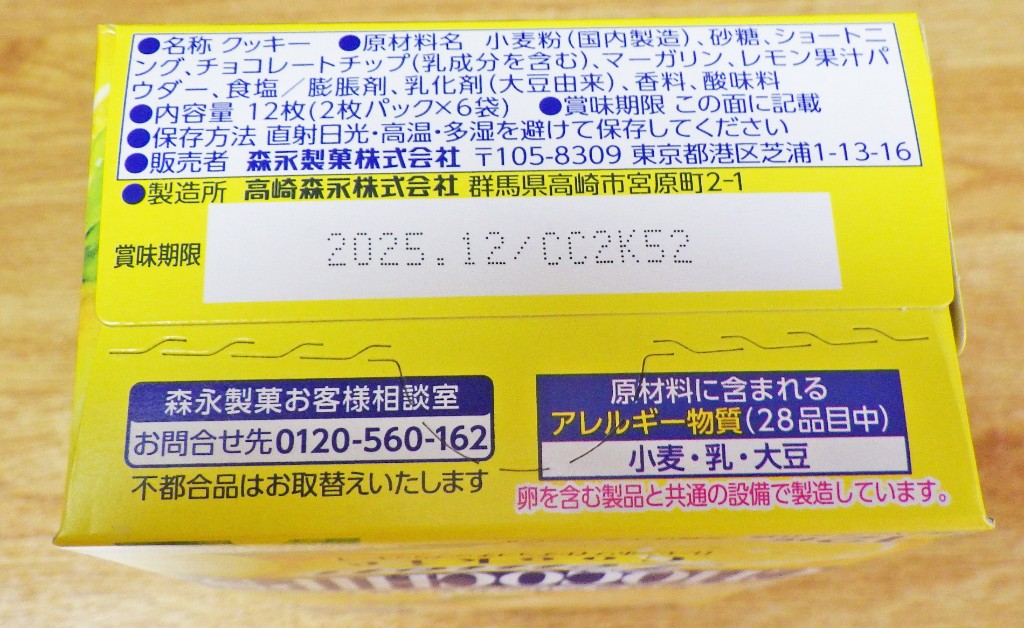 ●名称 クッキー ●原材料名 小麦粉(国内製造)、砂糖、ショートニ
ング、チョコレートチップ(乳成分を含む)、マーガリン、レモン果汁パ
ウダー、食塩/膨脹剤、乳化剤(大豆由来)、香料、酸味料
●内容量 12枚(2枚パック×6袋) ●賞味期限 この面に記載
●保存方法 直射日光・高温・多湿を避けて保存してください
●販売者 森永製菓株式会社 〒105-8309 東京都港区芝浦1-13-16
●製造所 高崎森永株式会社 群馬県高崎市宮原町2-1
賞味期限 2025.12/CC2K52
森永製菓お客様相談室
お問合せ先0120-560-162
不都合品はお取替えいたします
原材料に含まれる
アレルギー物質(28品目中)
小麦・乳・大豆
卵を含む製品と共通の設備で製造しています。